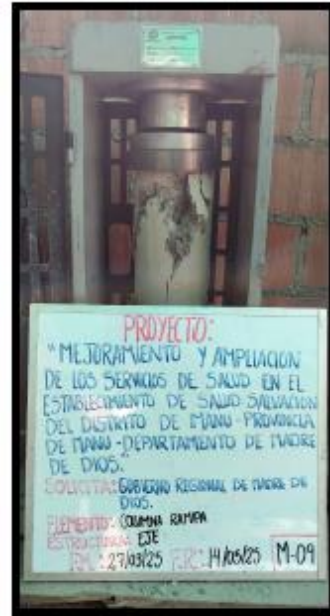 PROYECTO:
"MEJORAMIENTO Y AMPLIACION
DE LOS SERVICIOS DE SALUD EN EL
ESTABLECIMIENTO DE SALUD SALVACION
DEL DISTRITO DE MANU - PROVINCIA
DE MANU - DEPARTAMENTO DE MADRE
DE DIOS.
SOLICITA: GOBIERNO REGIONAL DE MADRE DE
DIOS.
ELEMENTO: COLUMNA RAMPA
ESTRUCTURA: EJE
F.M.: 27/03/25 F.R.: 14/05/25 M-09